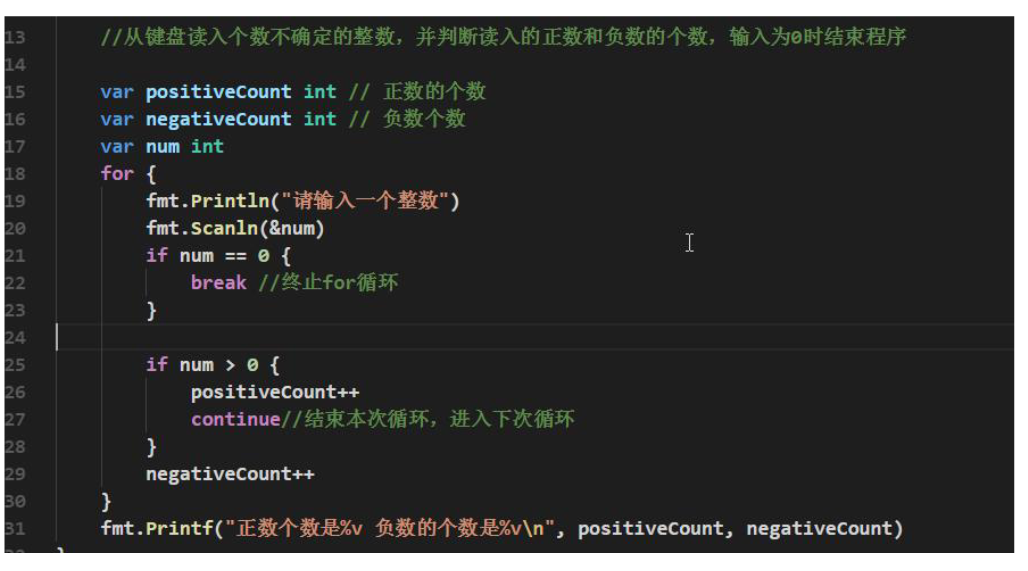 13 //从键盘读入个数不确定的整数，并判断读入的正数和负数的个数，输入为0时结束程序
14
15 var positiveCount int // 正数的个数
16 var negativeCount int // 负数个数
17 var num int
18 for {
19 fmt.Println("请输入一个整数")
20 fmt.Scanln(&num)
21 if num == 0 {
22 break //终止for循环
23 }
24
25 if num > 0 {
26 positiveCount++
27 continue//结束本次循环，进入下次循环
28 }
29 negativeCount++
30 }
31 fmt.Printf("正数个数是%v 负数的个数是%v\n", positiveCount, negativeCount)